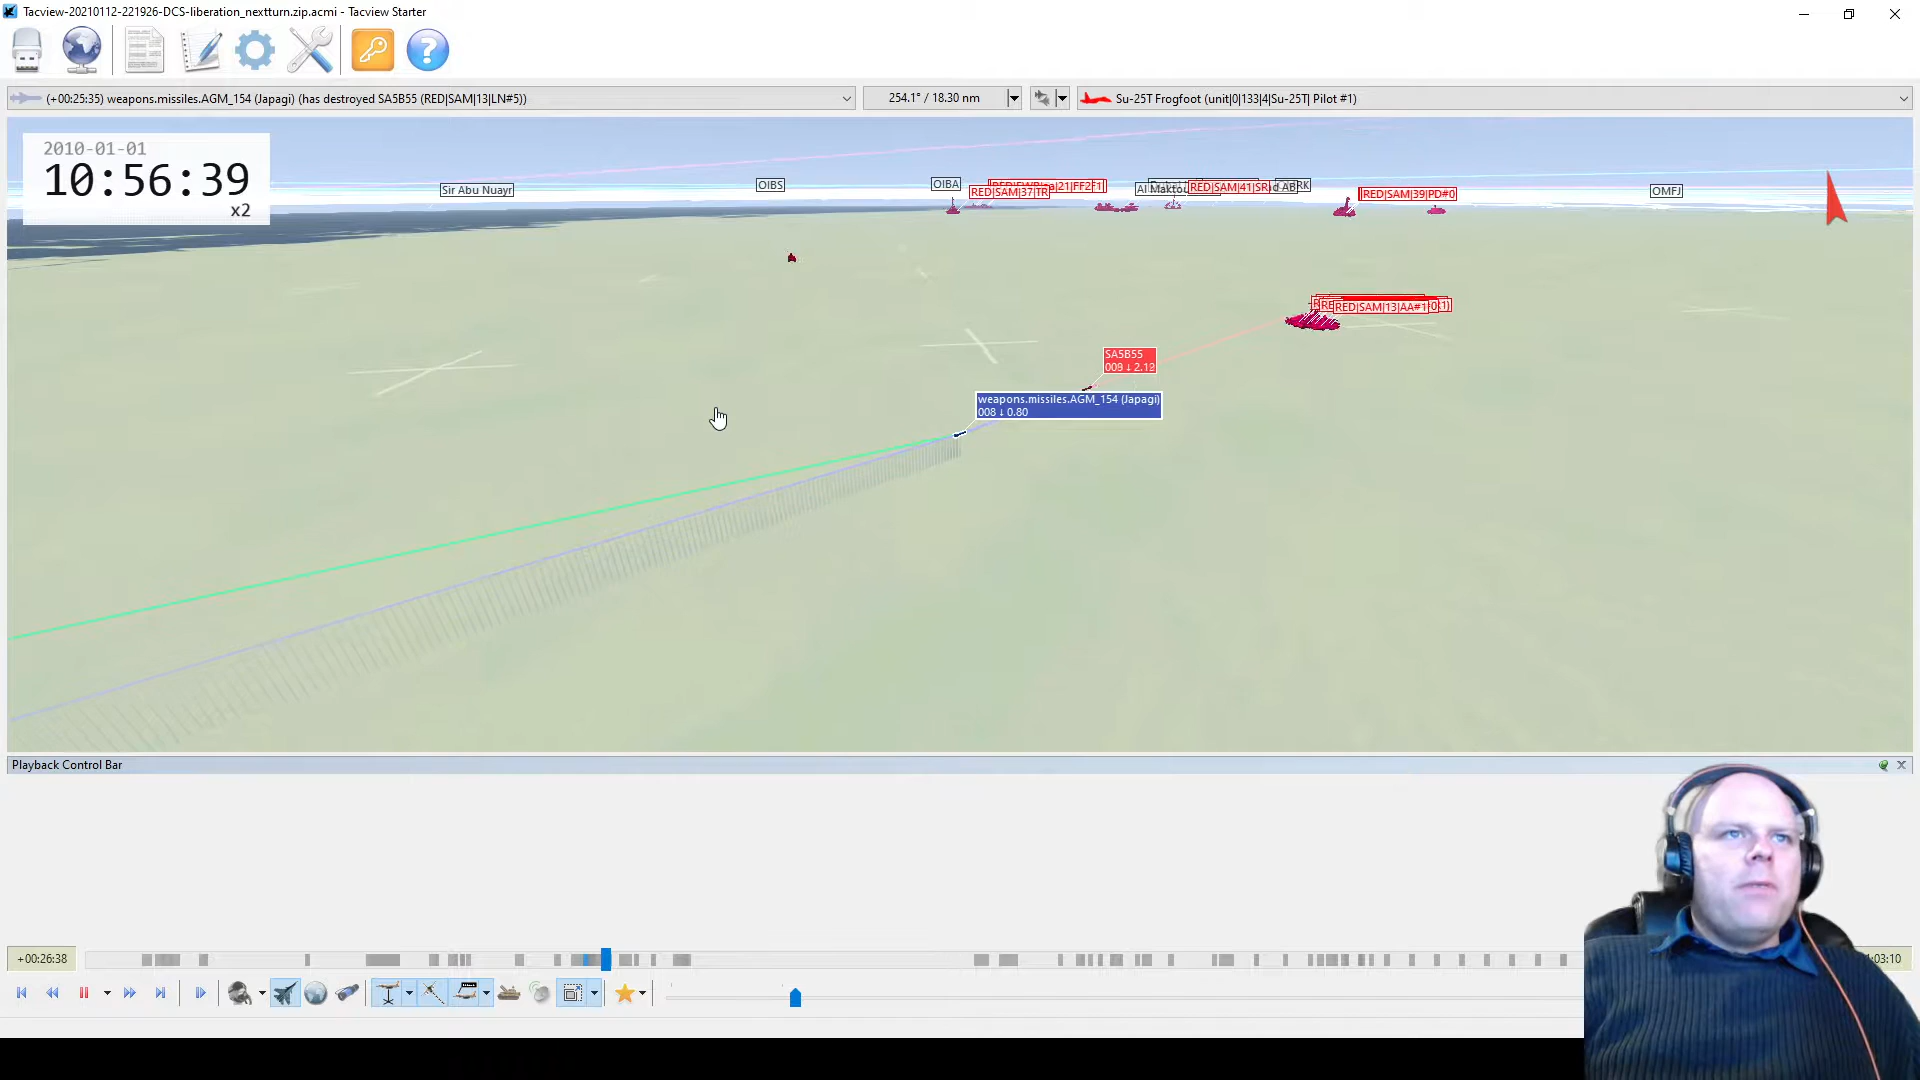 Tacview-20210112-221926-DCS-liberation_nextturn.zip.acmi - Tacview Starter
(+00:25:35) weapons.missiles.AGM_154 (Japagi) (has destroyed SA5B55 (RED|SAM|13|LN#5))
254.1° / 18.30 nm
Su-25T Frogfoot (unit|0|133|4|Su-25T| Pilot #1)
2010-01-01
10:56:39
x2
Sir Abu Nuayr
OIBS
OIBA
RED|SAM|37|TR
RED|SAM|41|SR
RED|SAM|39|PD#0
OMFJ
RED|SAM|13|AA#1
SA5B55
009 ↓ 2.12
weapons.missiles.AGM_154 (Japagi)
008 ↓ 0.80
Playback Control Bar
+00:26:38